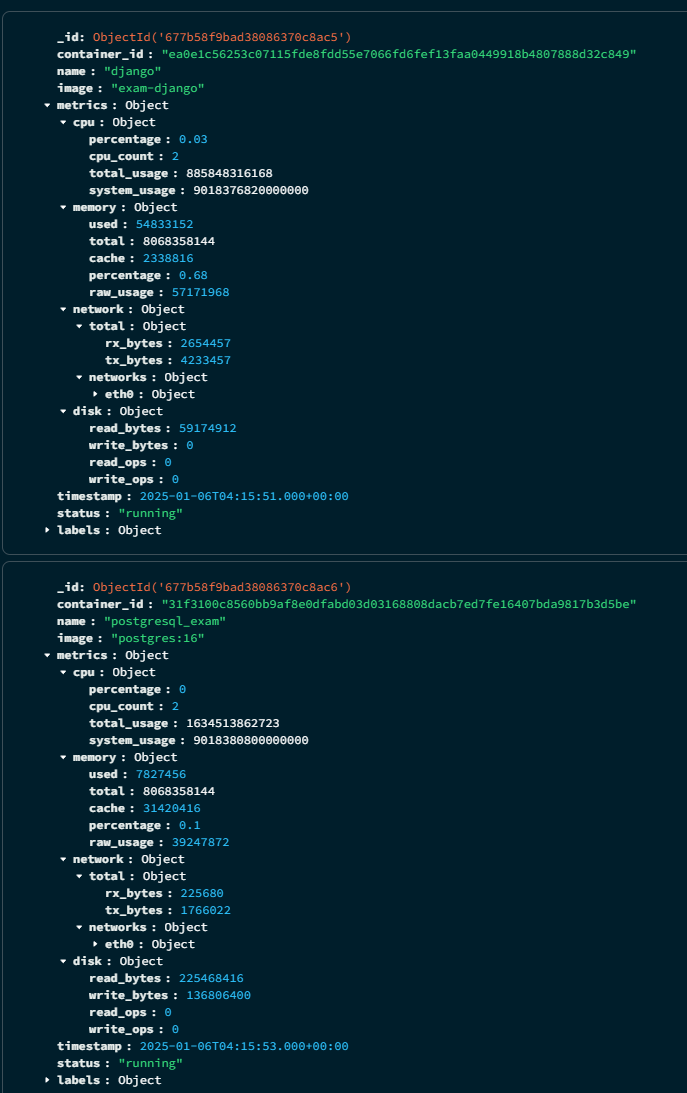 _id: ObjectId('677b58f9bad38086370c8ac5')
container_id : "ea0e1c56253c07115fde8fdd55e7066fd6fef13faa0449918b4807888d32c849"
name : "django"
image : "exam-django"
metrics : Object
cpu : Object
percentage : 0.03
cpu_count : 2
total_usage : 885848316168
system_usage : 9018376820000000
memory : Object
used : 54833152
total : 8068358144
cache : 2338816
percentage : 0.68
raw_usage : 57171968
network : Object
total : Object
rx_bytes : 2654457
tx_bytes : 4233457
networks : Object
eth0 : Object
disk : Object
read_bytes : 59174912
write_bytes : 0
read_ops : 0
write_ops : 0
timestamp : 2025-01-06T04:15:51.000+00:00
status : "running"
labels : Object
_id: ObjectId('677b58f9bad38086370c8ac6')
container_id : "31f3100c8560bb9af8e0dfabd03d03168808dacb7ed7fe16407bda9817b3d5be"
name : "postgresql_exam"
image : "postgres:16"
metrics : Object
cpu : Object
percentage : 0
cpu_count : 2
total_usage : 1634513862723
system_usage : 9018380800000000
memory : Object
used : 7827456
total : 8068358144
cache : 31420416
percentage : 0.1
raw_usage : 39247872
network : Object
total : Object
rx_bytes : 225680
tx_bytes : 1766022
networks : Object
eth0 : Object
disk : Object
read_bytes : 225468416
write_bytes : 136806400
read_ops : 0
write_ops : 0
timestamp : 2025-01-06T04:15:53.000+00:00
status : "running"
labels : Object